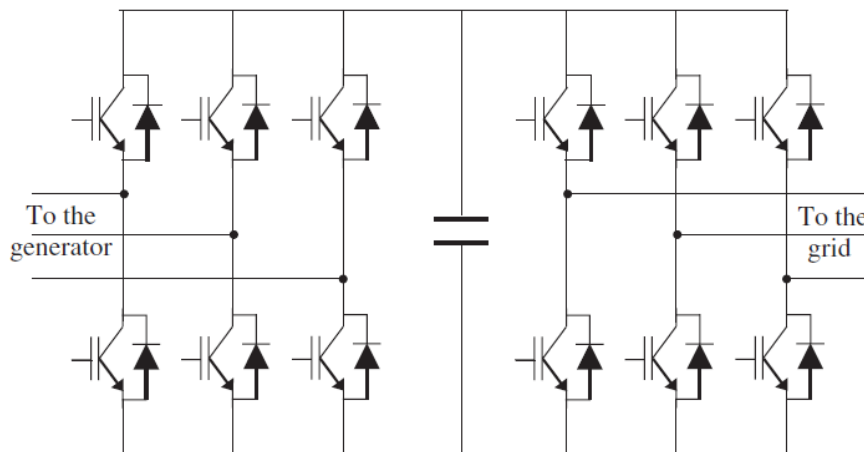 To the
generator
To the
grid